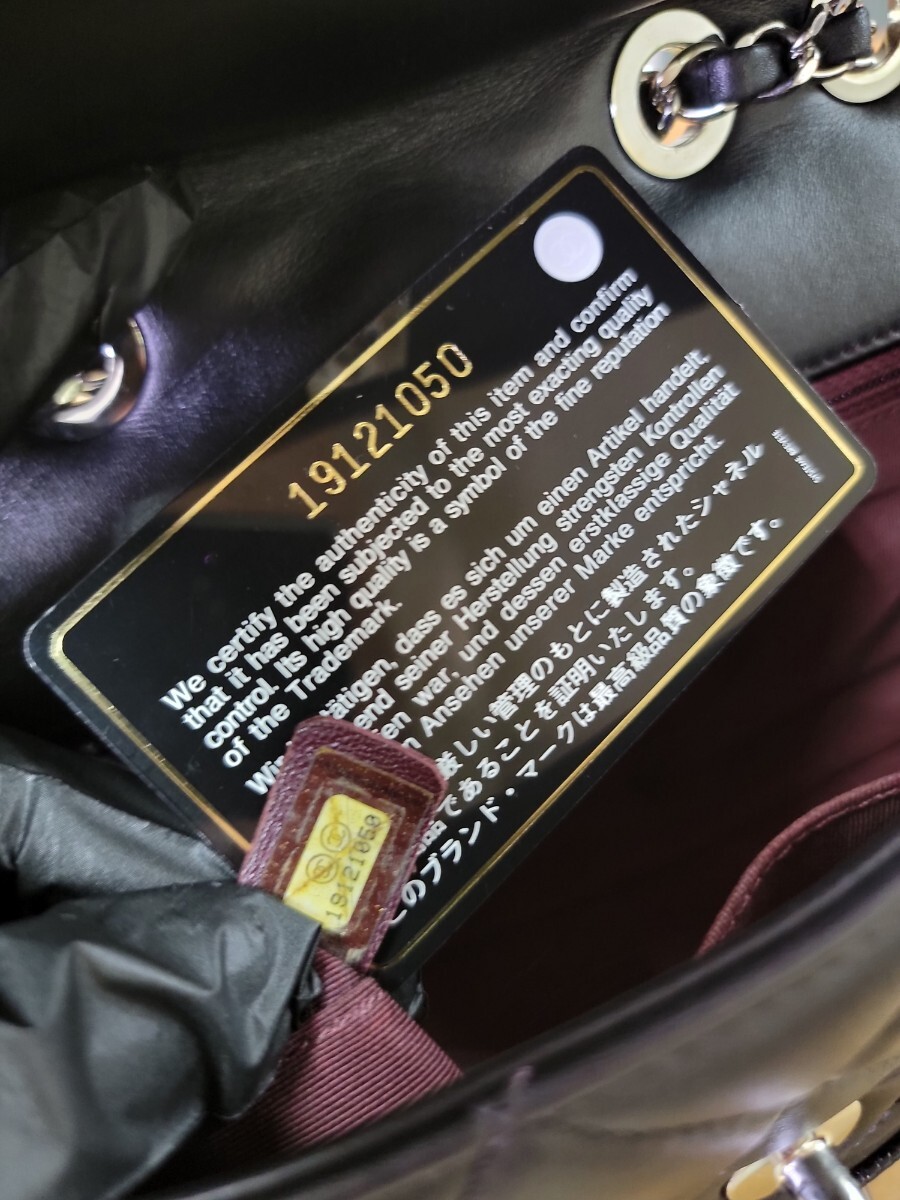 19121050
We certify the authenticity of this item and confirm
that it has been subjected to the most exacting quality
control. Its high quality is a symbol of the fine reputation
of the Trademark.
tätigen, dass es sich um einen Artikel handelt,
end seiner Herstellung strengsten Kontrollen
en war, und dessen erstklassige Qualität
Ansehen unserer Marke entspricht.
厳しい管理のもとに製造されたシャネル
であることを証明いたします。
このブランド・マークは最高級品質の象徴です。
19121050